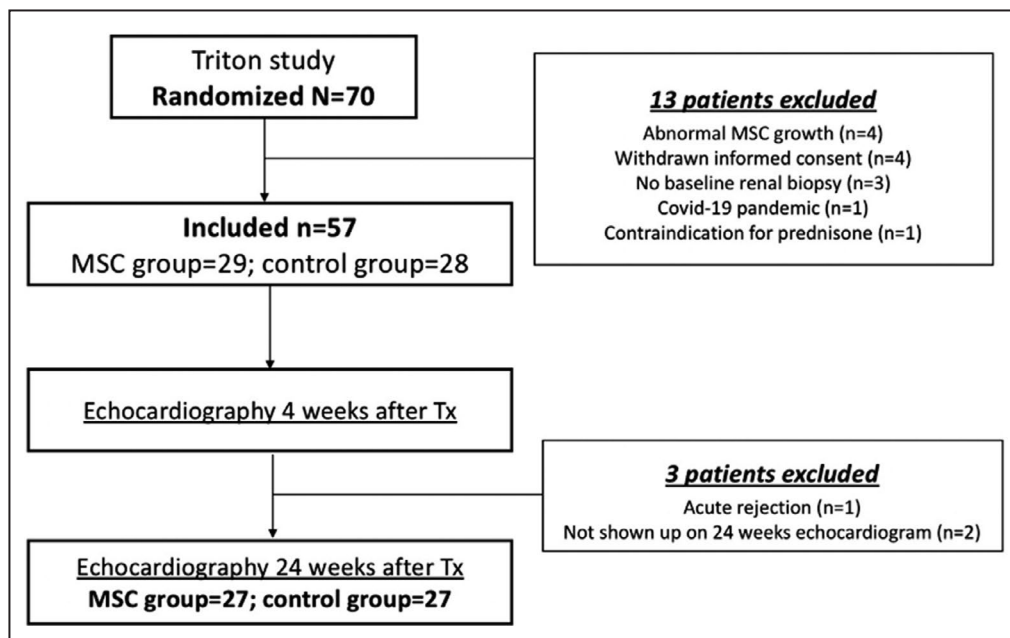 Triton study
Randomized N=70
13 patients excluded
Abnormal MSC growth (n=4)
Withdrawn informed consent (n=4)
No baseline renal biopsy (n=3)
Covid-19 pandemic (n=1)
Contraindication for prednisone (n=1)
Included n=57
MSC group=29; control group=28
Echocardiography 4 weeks after Tx
3 patients excluded
Acute rejection (n=1)
Not shown up on 24 weeks echocardiogram (n=2)
Echocardiography 24 weeks after Tx
MSC group=27; control group=27